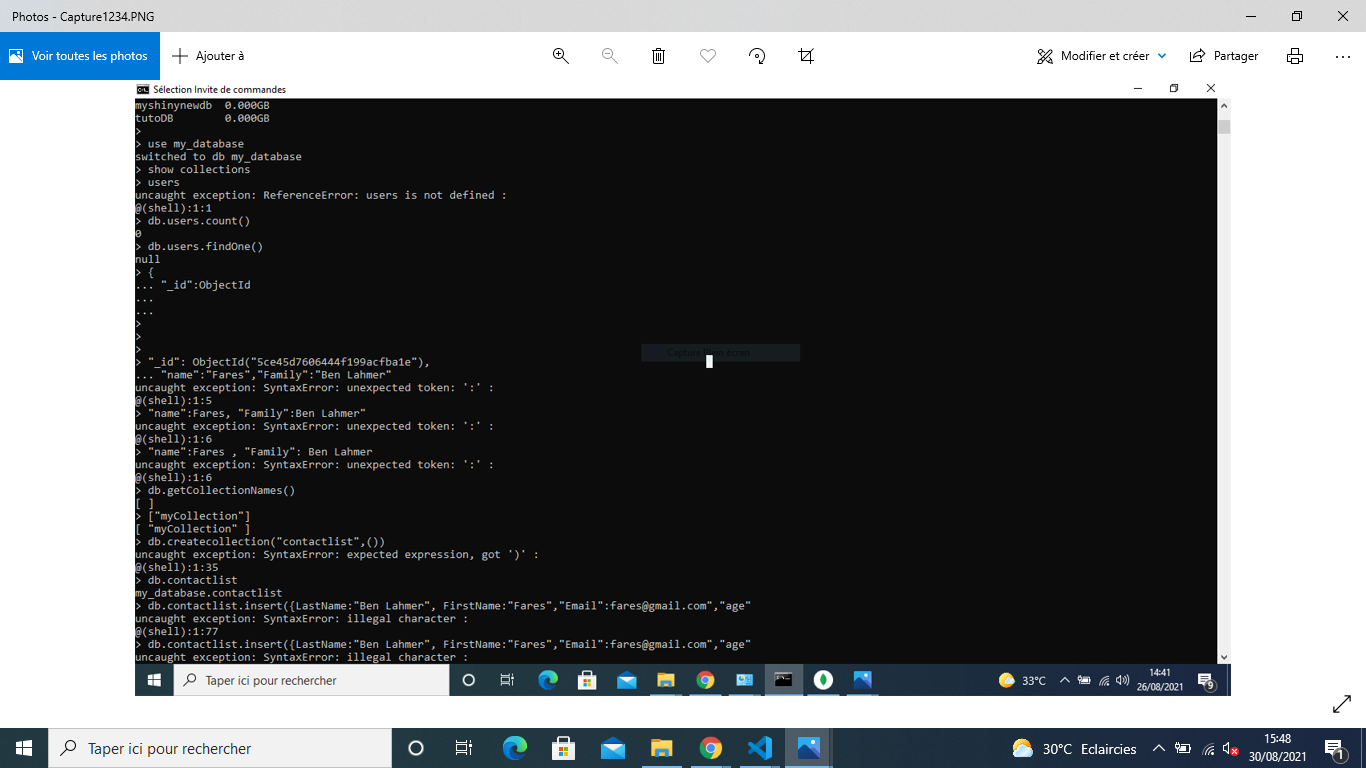 Photos - Capture1234.PNG
Voir toutes les photos
Ajouter à
Modifier et créer
Partager
Sélection Invite de commandes
myshinynewdb 0.000GB
tutoDB 0.000GB
>
> use my_database
switched to db my_database
> show collections
> users
uncaught exception: ReferenceError: users is not defined :
@(shell):1:1
> db.users.count()
0
> db.users.findOne()
null
> {
... "_id":ObjectId
...
...
>
>
>
> "_id": ObjectId("5ce45d7606444f199acfba1e"),
... "name":"Fares","Family":"Ben Lahmer"
uncaught exception: SyntaxError: unexpected token: ':' :
@(shell):1:5
> "name":Fares, "Family":Ben Lahmer"
uncaught exception: SyntaxError: unexpected token: ':' :
@(shell):1:6
> "name":Fares , "Family": Ben Lahmer
uncaught exception: SyntaxError: unexpected token: ':' :
@(shell):1:6
> db.getCollectionNames()
[ ]
> ["myCollection"]
[ "myCollection" ]
> db.createcollection("contactlist",())
uncaught exception: SyntaxError: expected expression, got ')' :
@(shell):1:35
> db.contactlist
my_database.contactlist
> db.contactlist.insert({LastName:"Ben Lahmer", FirstName:"Fares","Email":fares@gmail.com","age"
uncaught exception: SyntaxError: illegal character :
@(shell):1:77
> db.contactlist.insert({LastName:"Ben Lahmer", FirstName:"Fares","Email":fares@gmail.com","age"
uncaught exception: SyntaxError: illegal character :
Taper ici pour rechercher
33°C
14:41
26/08/2021
9
Taper ici pour rechercher
30°C Eclaircies
15:48
30/08/2021
1